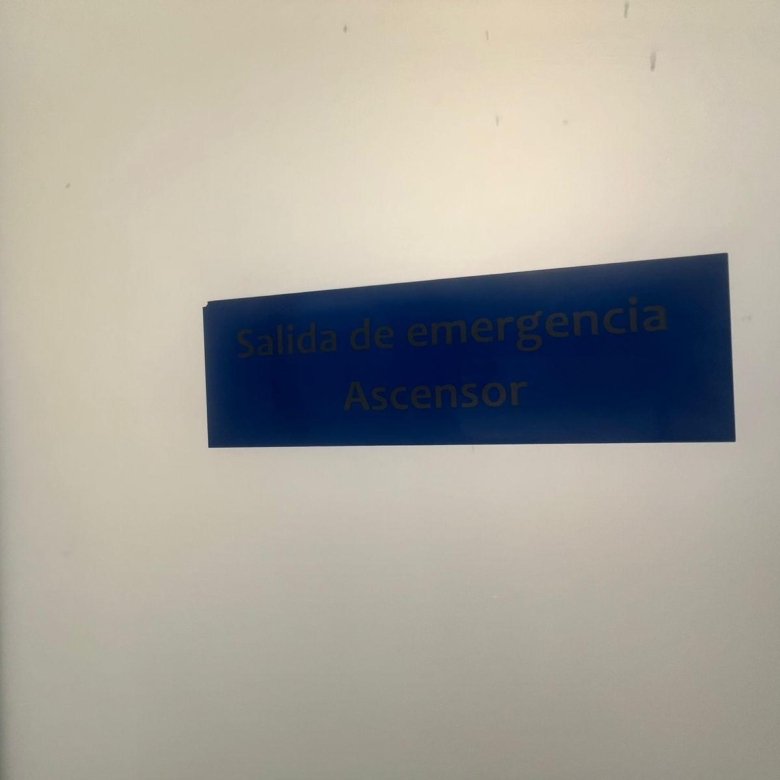 Salida de emergencia
Ascensor